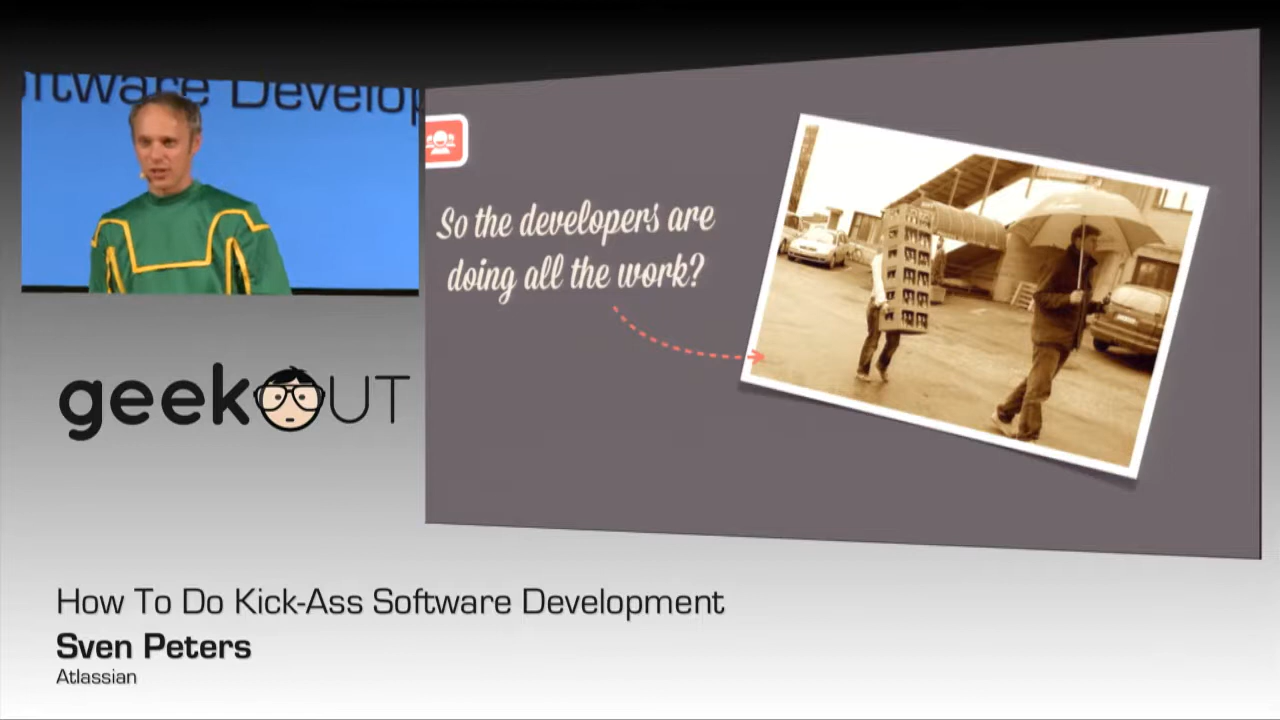 oftware Develop
So the developers are
doing all the work?
geekOUT
How To Do Kick-Ass Software Development
Sven Peters
Atlassian